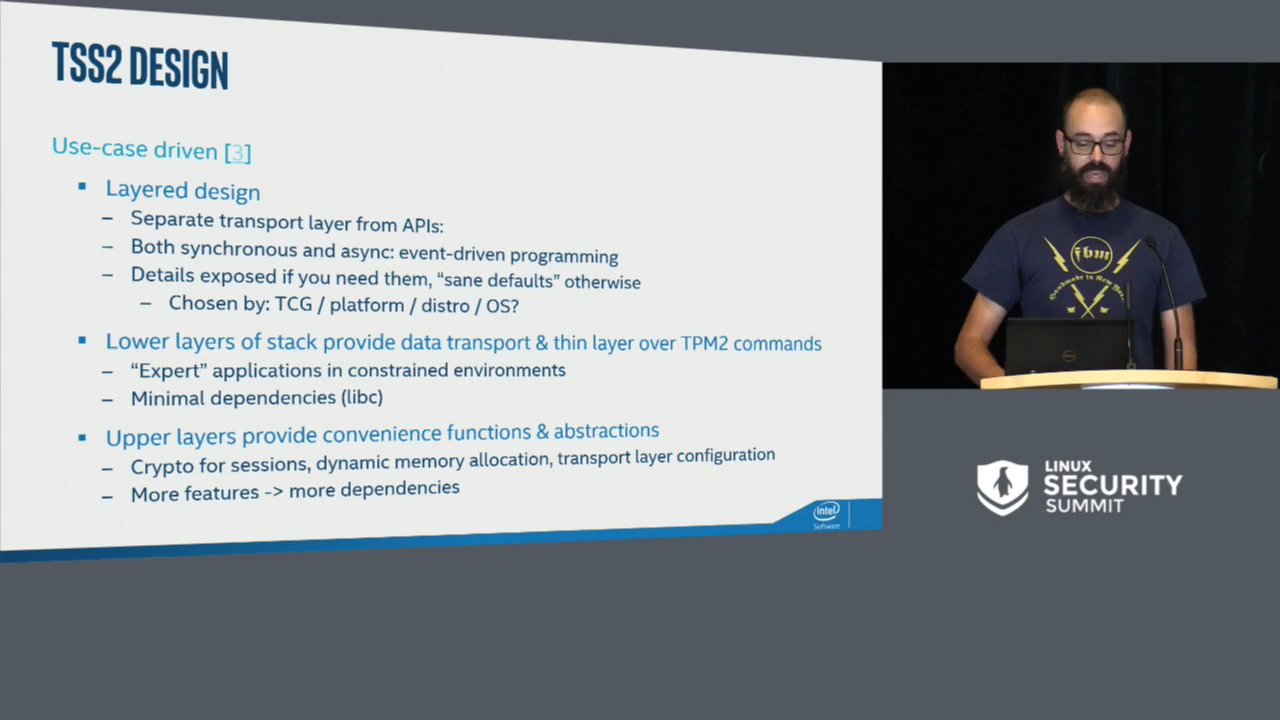 TSS2 DESIGN
Use-case driven [3]
▪ Layered design
– Separate transport layer from APIs:
– Both synchronous and async: event-driven programming
– Details exposed if you need them, “sane defaults” otherwise
– Chosen by: TCG / platform / distro / OS?
▪ Lower layers of stack provide data transport & thin layer over TPM2 commands
– “Expert” applications in constrained environments
– Minimal dependencies (libc)
▪ Upper layers provide convenience functions & abstractions
– Crypto for sessions, dynamic memory allocation, transport layer configuration
– More features -> more dependencies
intel
Software
fbm
Handmade in New
LINUX
SECURITY
SUMMIT